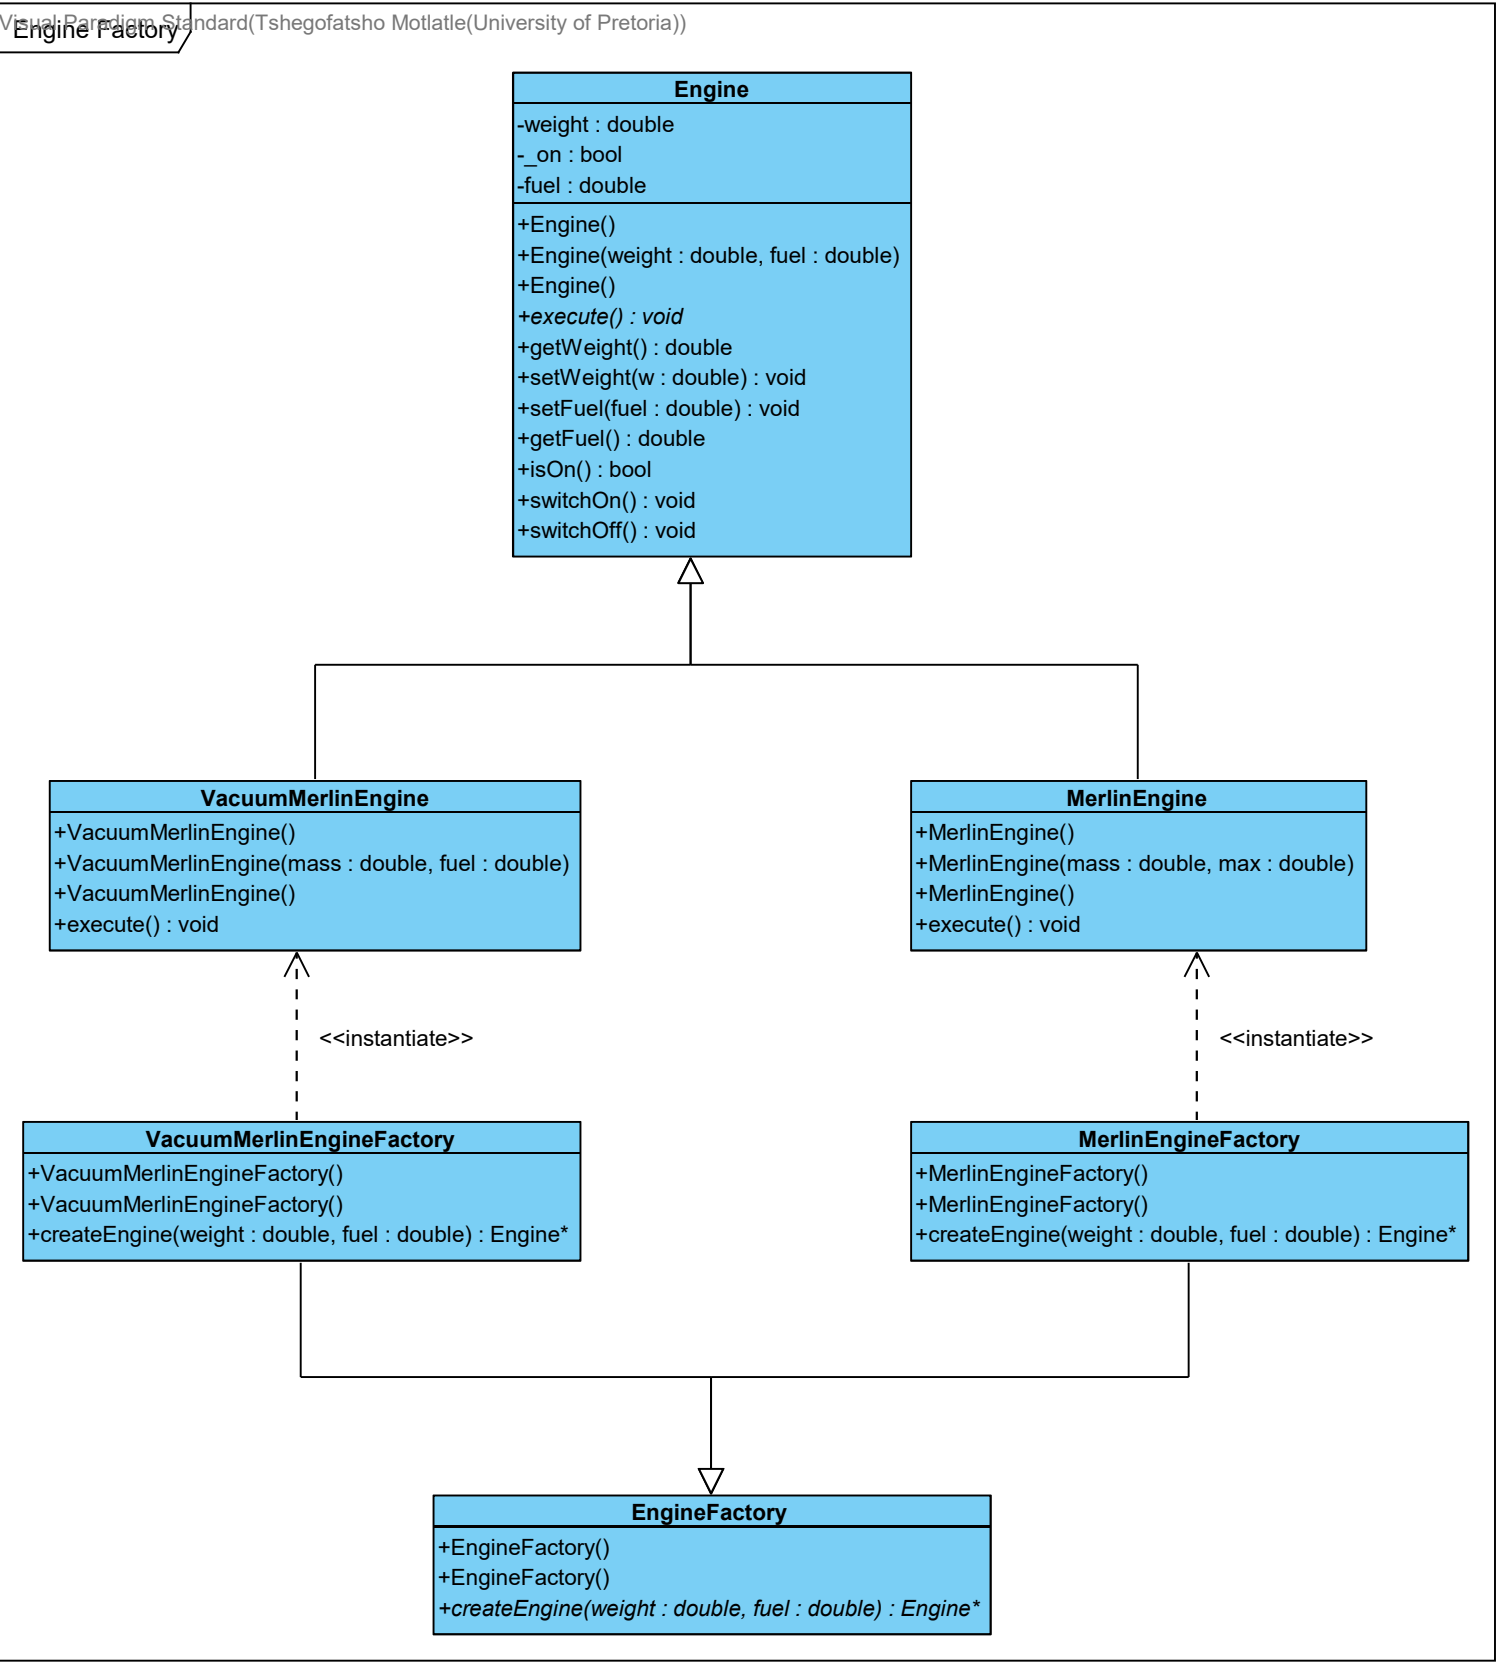 Visual Paradigm Standard(Tshegofatsho Motlatle(University of Pretoria))
Engine Factory
Engine
-weight : double
-_on : bool
-fuel : double
+Engine()
+Engine(weight : double, fuel : double)
+Engine()
+execute() : void
+getWeight() : double
+setWeight(w : double) : void
+setFuel(fuel : double) : void
+getFuel() : double
+isOn() : bool
+switchOn() : void
+switchOff() : void
VacuumMerlinEngine
+VacuumMerlinEngine()
+VacuumMerlinEngine(mass : double, fuel : double)
+VacuumMerlinEngine()
+execute() : void
MerlinEngine
+MerlinEngine()
+MerlinEngine(mass : double, max : double)
+MerlinEngine()
+execute() : void
<<instantiate>>
<<instantiate>>
VacuumMerlinEngineFactory
+VacuumMerlinEngineFactory()
+VacuumMerlinEngineFactory()
+createEngine(weight : double, fuel : double) : Engine*
MerlinEngineFactory
+MerlinEngineFactory()
+MerlinEngineFactory()
+createEngine(weight : double, fuel : double) : Engine*
EngineFactory
+EngineFactory()
+EngineFactory()
+createEngine(weight : double, fuel : double) : Engine*